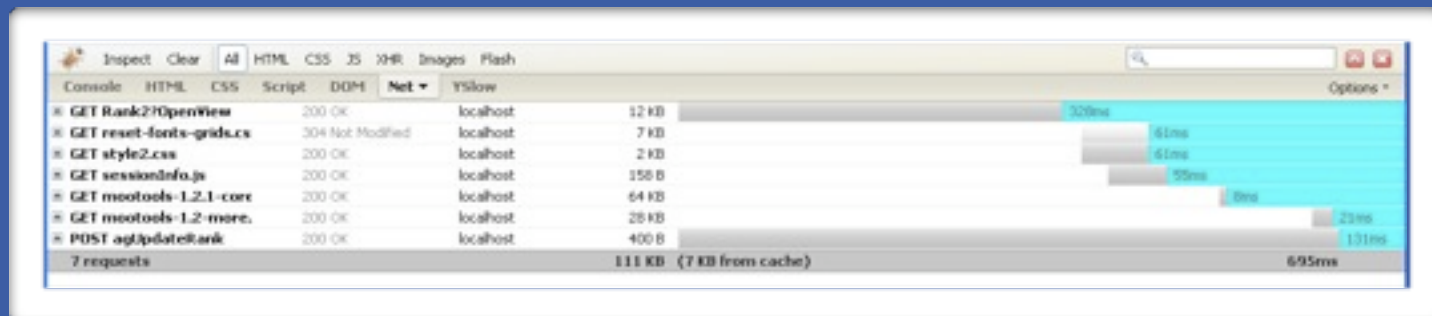 Inspect Clear All HTML CSS JS XHR Images Flash
Console HTML CSS Script DOM Net YSlow Options
GET Rank2?OpenView 200 OK localhost 12 KB 328ms
GET reset-fonts-grids.cs 304 Not Modified localhost 7 KB 61ms
GET style2.css 200 OK localhost 2 KB 61ms
GET sessionInfo.js 200 OK localhost 158 B 55ms
GET mootools-1.2.1-core 200 OK localhost 64 KB 8ms
GET mootools-1.2-more. 200 OK localhost 28 KB 21ms
POST agUpdateRank 200 OK localhost 400 B 131ms
7 requests 111 KB (7 KB from cache) 695ms